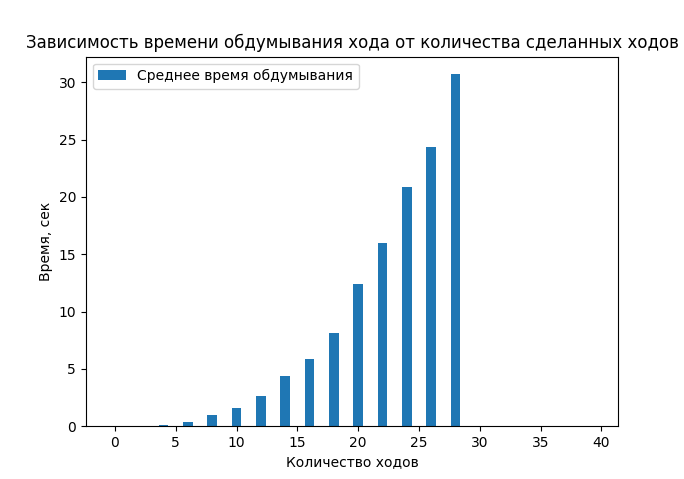 Зависимость времени обдумывания хода от количества сделанных ходов
Среднее время обдумывания
30
25
20
15
10
5
0
Время, сек
0 5 10 15 20 25 30 35 40
Количество ходов